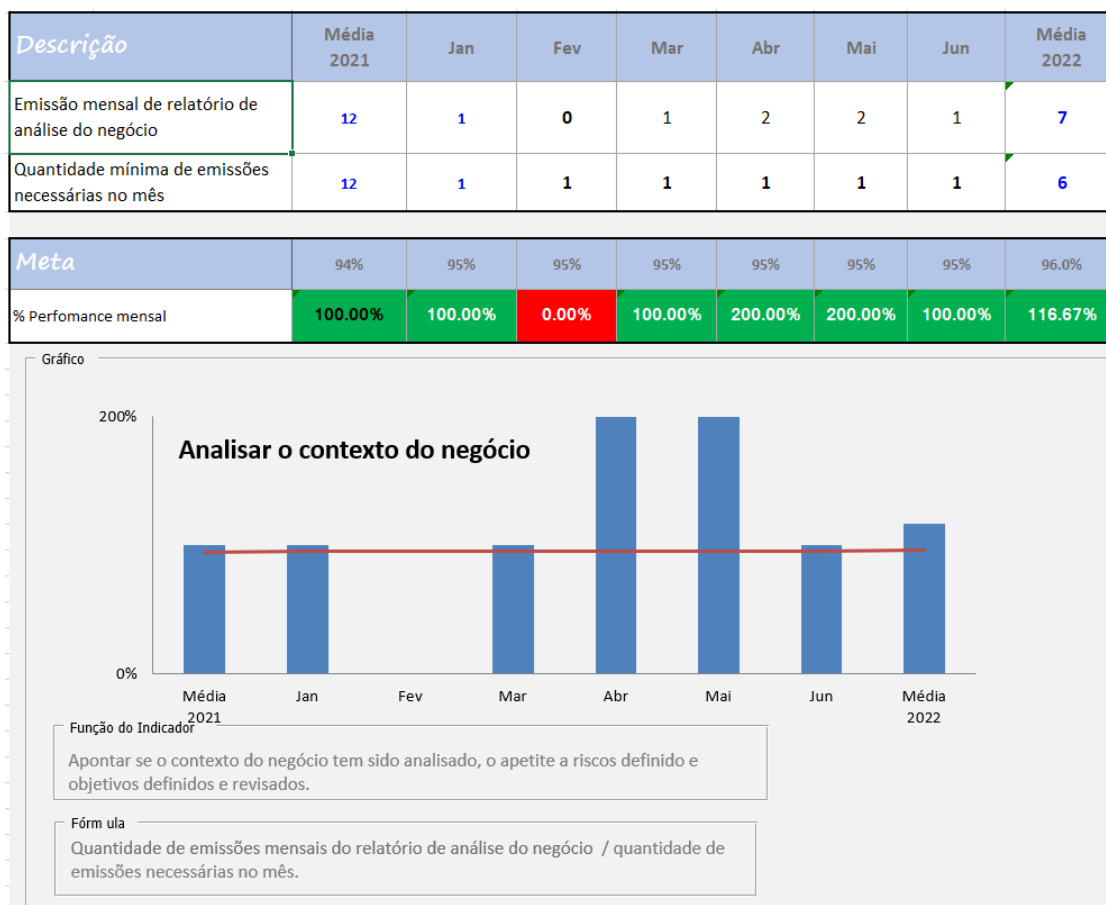 Descrição Média 2021 Jan Fev Mar Abr Mai Jun Média 2022
Emissão mensal de relatório de
análise do negócio
12 1 0 1 2 2 1 7
Quantidade mínima de emissões
necessárias no mês
12 1 1 1 1 1 1 6
Meta 94% 95% 95% 95% 95% 95% 95% 96.0%
% Perfomance mensal 100.00% 100.00% 0.00% 100.00% 200.00% 200.00% 100.00% 116.67%
Gráfico
200%
Analisar o contexto do negócio
0%
Média Jan Fev Mar Abr Mai Jun Média
2021 2022
Função do Indicador
Apontar se o contexto do negócio tem sido analisado, o apetite a riscos definido e
objetivos definidos e revisados.
Fórm ula
Quantidade de emissões mensais do relatório de análise do negócio / quantidade de
emissões necessárias no mês.